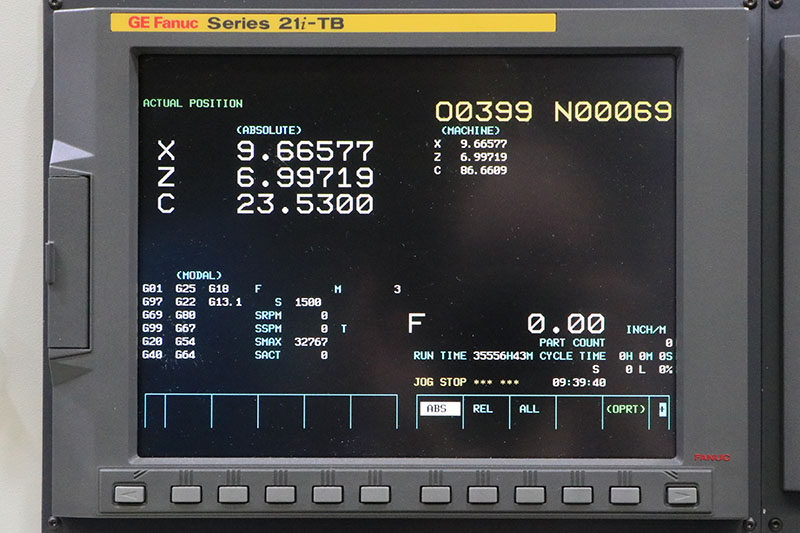 GE Fanuc Series 21i-TB
ACTUAL POSITION
O0399 N00069
(ABSOLUTE) (MACHINE)
X 9.66577 X 9.66577
Z 6.99719 Z 6.99719
C 23.5300 C 86.6609
(MODAL)
G01 G25 G18 F M 3
G97 G22 G13.1 S 1500
G69 G80 SRPM 0
G99 G67 SSPM 0 T
G20 G54 SMAX 32767
G40 G64 SACT 0
F 0.00 INCH/M
PART COUNT 0
RUN TIME 35556H43M CYCLE TIME 0H 0M 0S
S 0 L 0%
JOG STOP *** *** 09:39:40
ABS REL ALL (OPRT)
FANUC